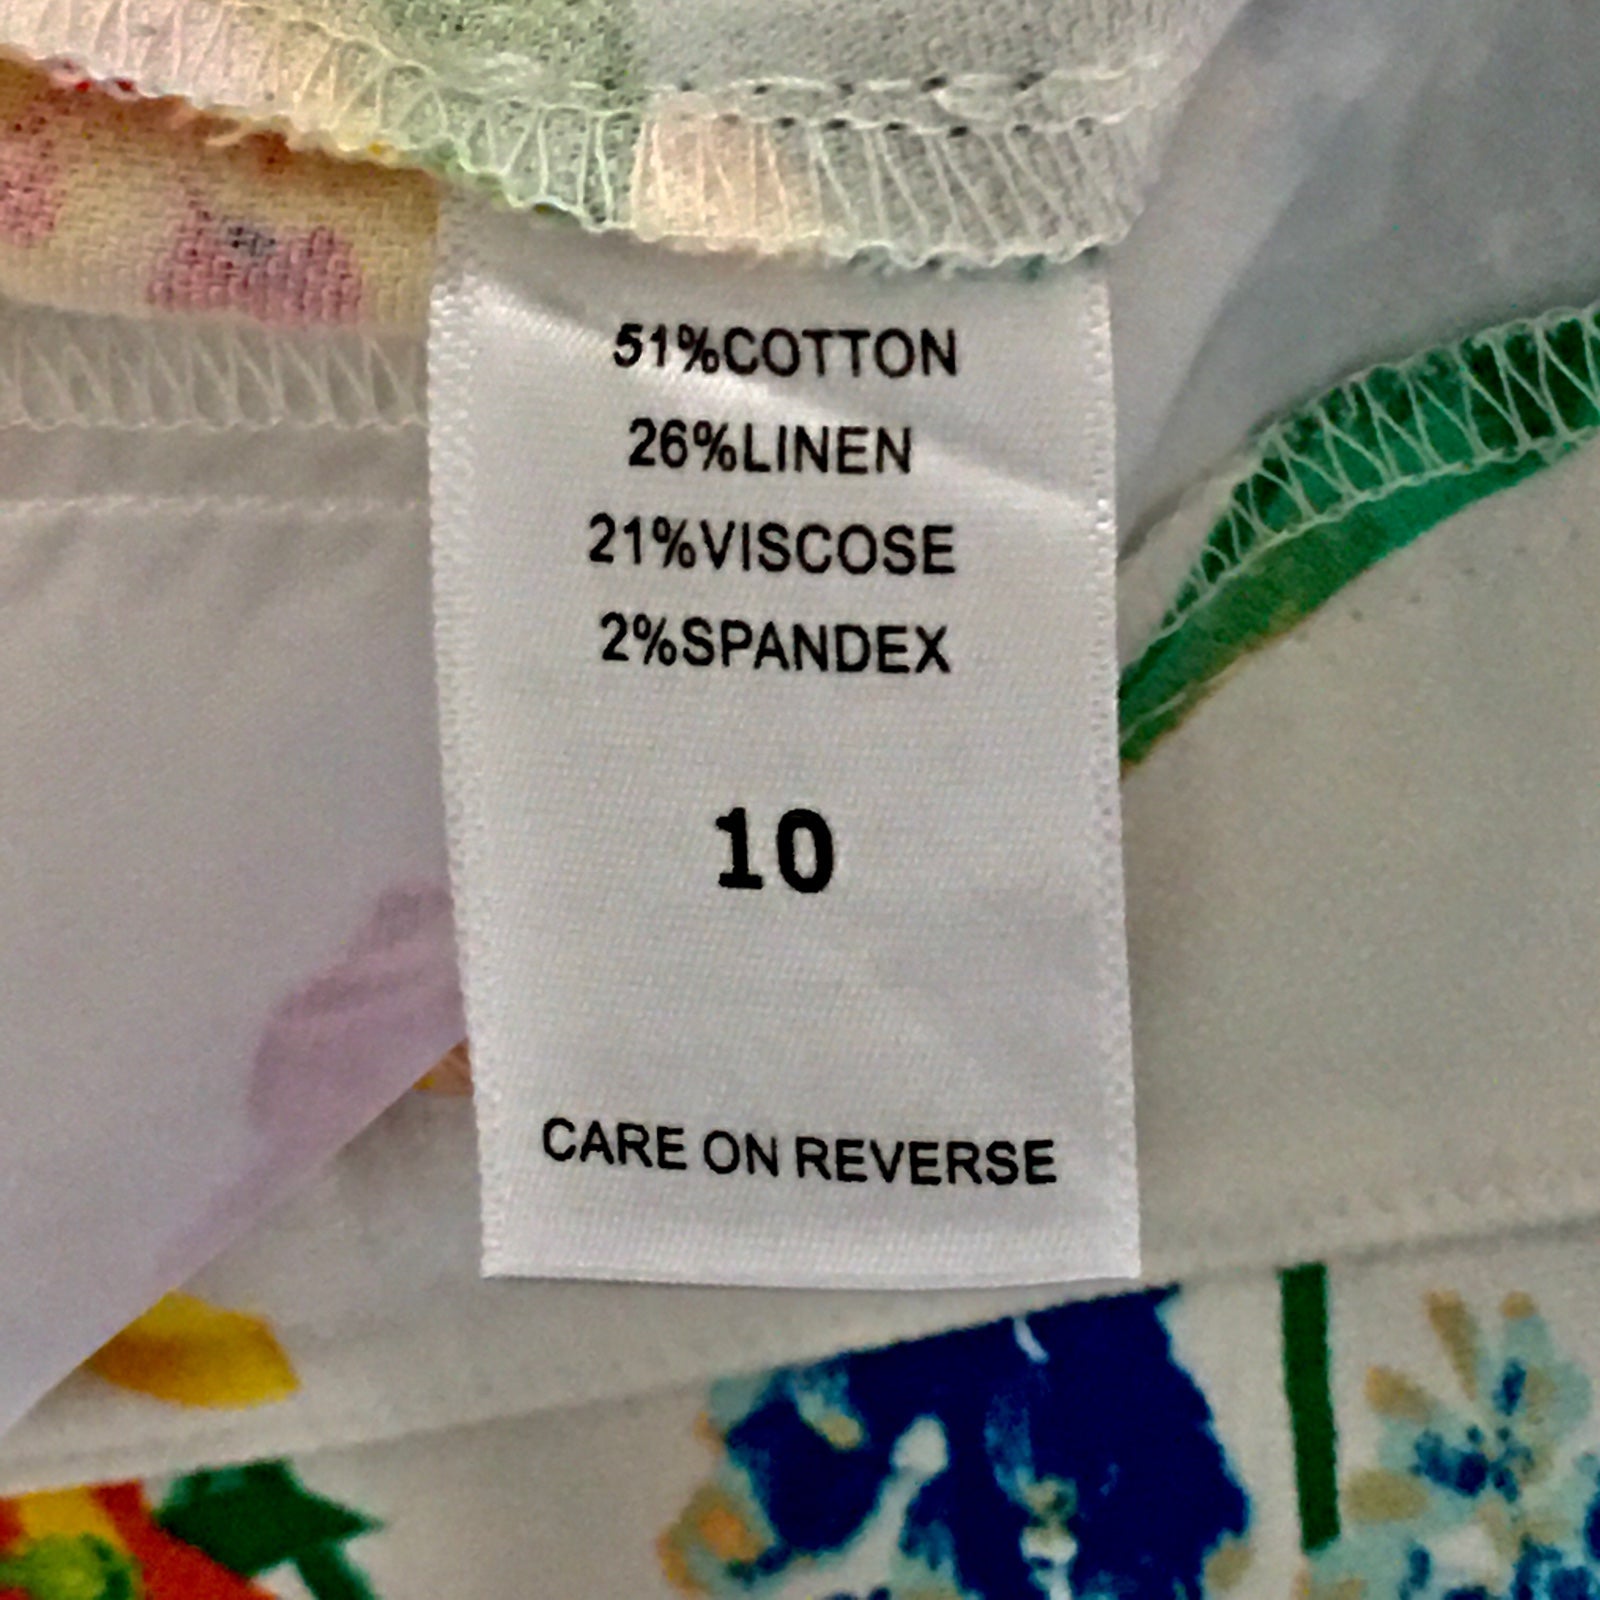 51%COTTON
26%LINEN
21%VISCOSE
2%SPANDEX
10
CARE ON REVERSE